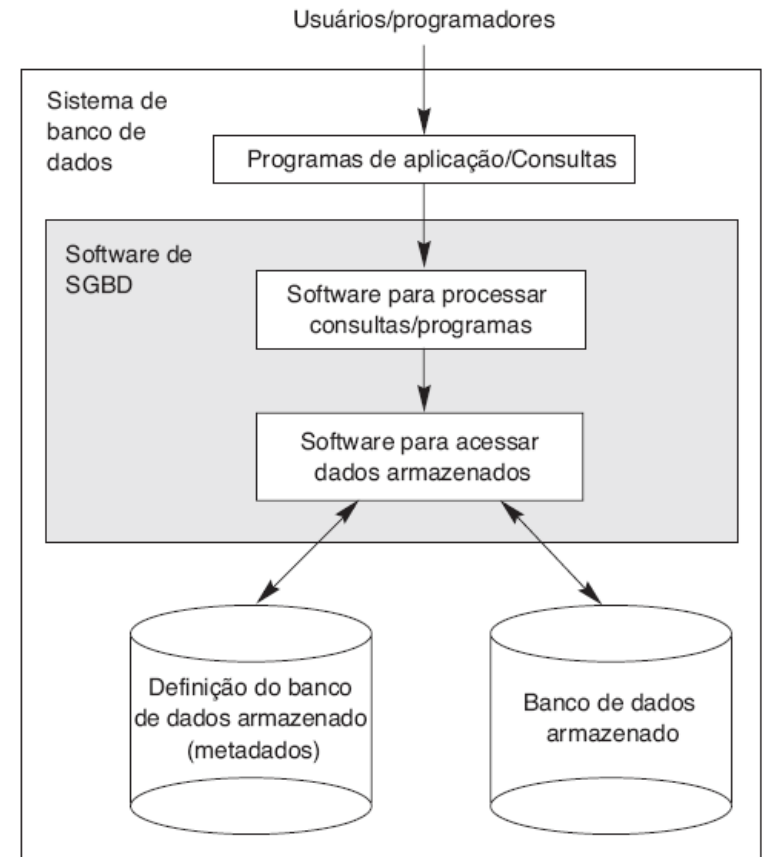 Usuários/programadores
Sistema de
banco de
dados
Programas de aplicação/Consultas
Software de
SGBD
Software para processar
consultas/programas
Software para acessar
dados armazenados
Definição do banco
de dados armazenado
(metadados)
Banco de dados
armazenado